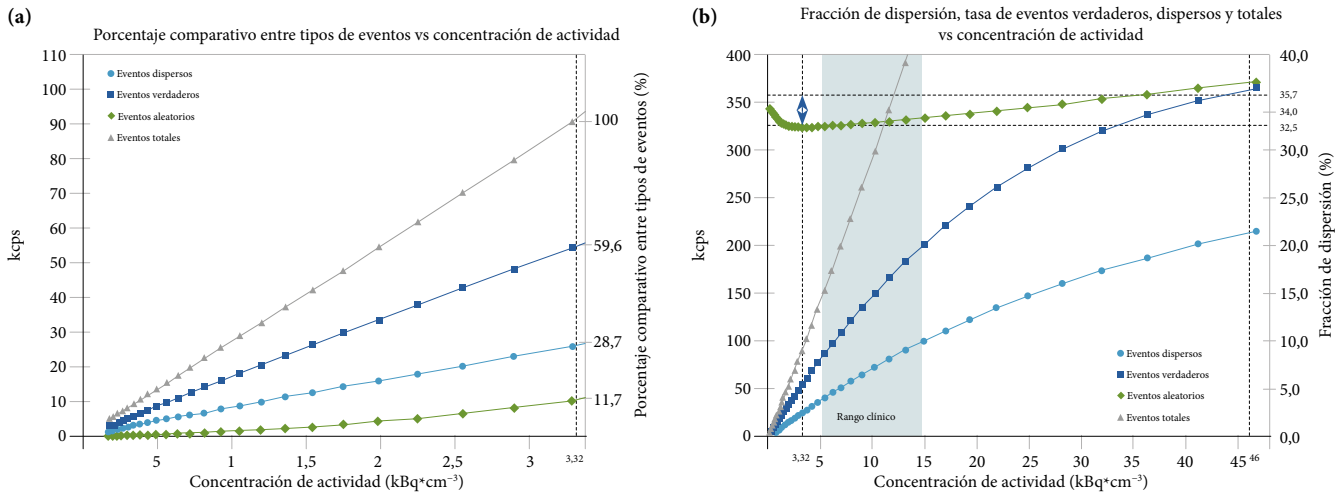 (a)
Porcentaje comparativo entre tipos de eventos vs concentración de actividad
110
100
90
80
70
60
50
40
30
20
10
0
kcps
Eventos dispersos
Eventos verdaderos
Eventos aleatorios
Eventos totales
100
59,6
28,7
11,7
Porcentaje comparativo entre tipos de eventos (%)
5
1
1,5
2
2,5
3
3,32
Concentración de actividad (kBq*cm⁻³)
(b)
Fracción de dispersión, tasa de eventos verdaderos, dispersos y totales
vs concentración de actividad
400
350
300
250
200
150
100
50
0
kcps
40,0
35,7
34,0
32,5
30,0
25,0
20,0
15,0
10,0
5,0
0,0
Fracción de dispersión (%)
Eventos dispersos
Eventos verdaderos
Eventos aleatorios
Eventos totales
Rango clínico
3,32
5
10
15
20
25
30
35
40
45
46
Concentración de actividad (kBq*cm⁻³)